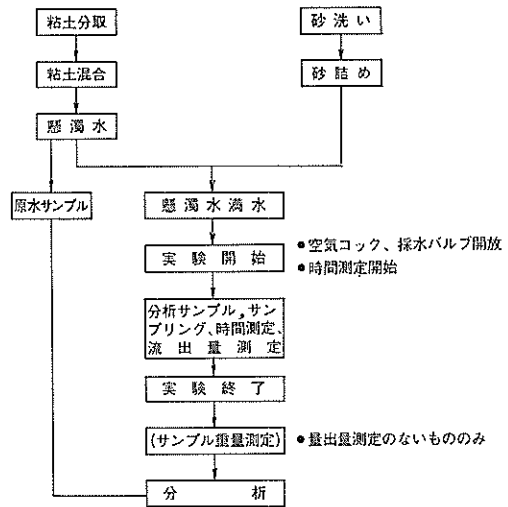 粘土分取
砂洗い
粘土混合
砂詰め
懸濁水
原水サンプル
懸濁水満水
実験開始
●空気コック、採水バルブ開放
●時間測定開始
分析サンプル,サン
プリング、時間測定、
流出量測定
実験終了
(サンプル重量測定)
●量出量測定のないもののみ
分析